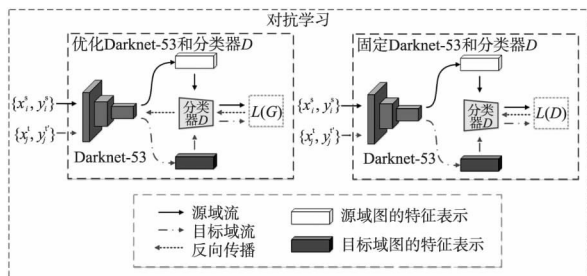 对抗学习
优化Darknet-53和分类器D
固定Darknet-53和分类器D
{x_i^s, y_i^s}
{x_j^t, y_j^t'}
Darknet-53
分类器D
L(G)
{x_i^s, y_i^s}
{x_j^t, y_j^t'}
Darknet-53
分类器D
L(D)
源域流
目标域流
反向传播
源域图的特征表示
目标域图的特征表示